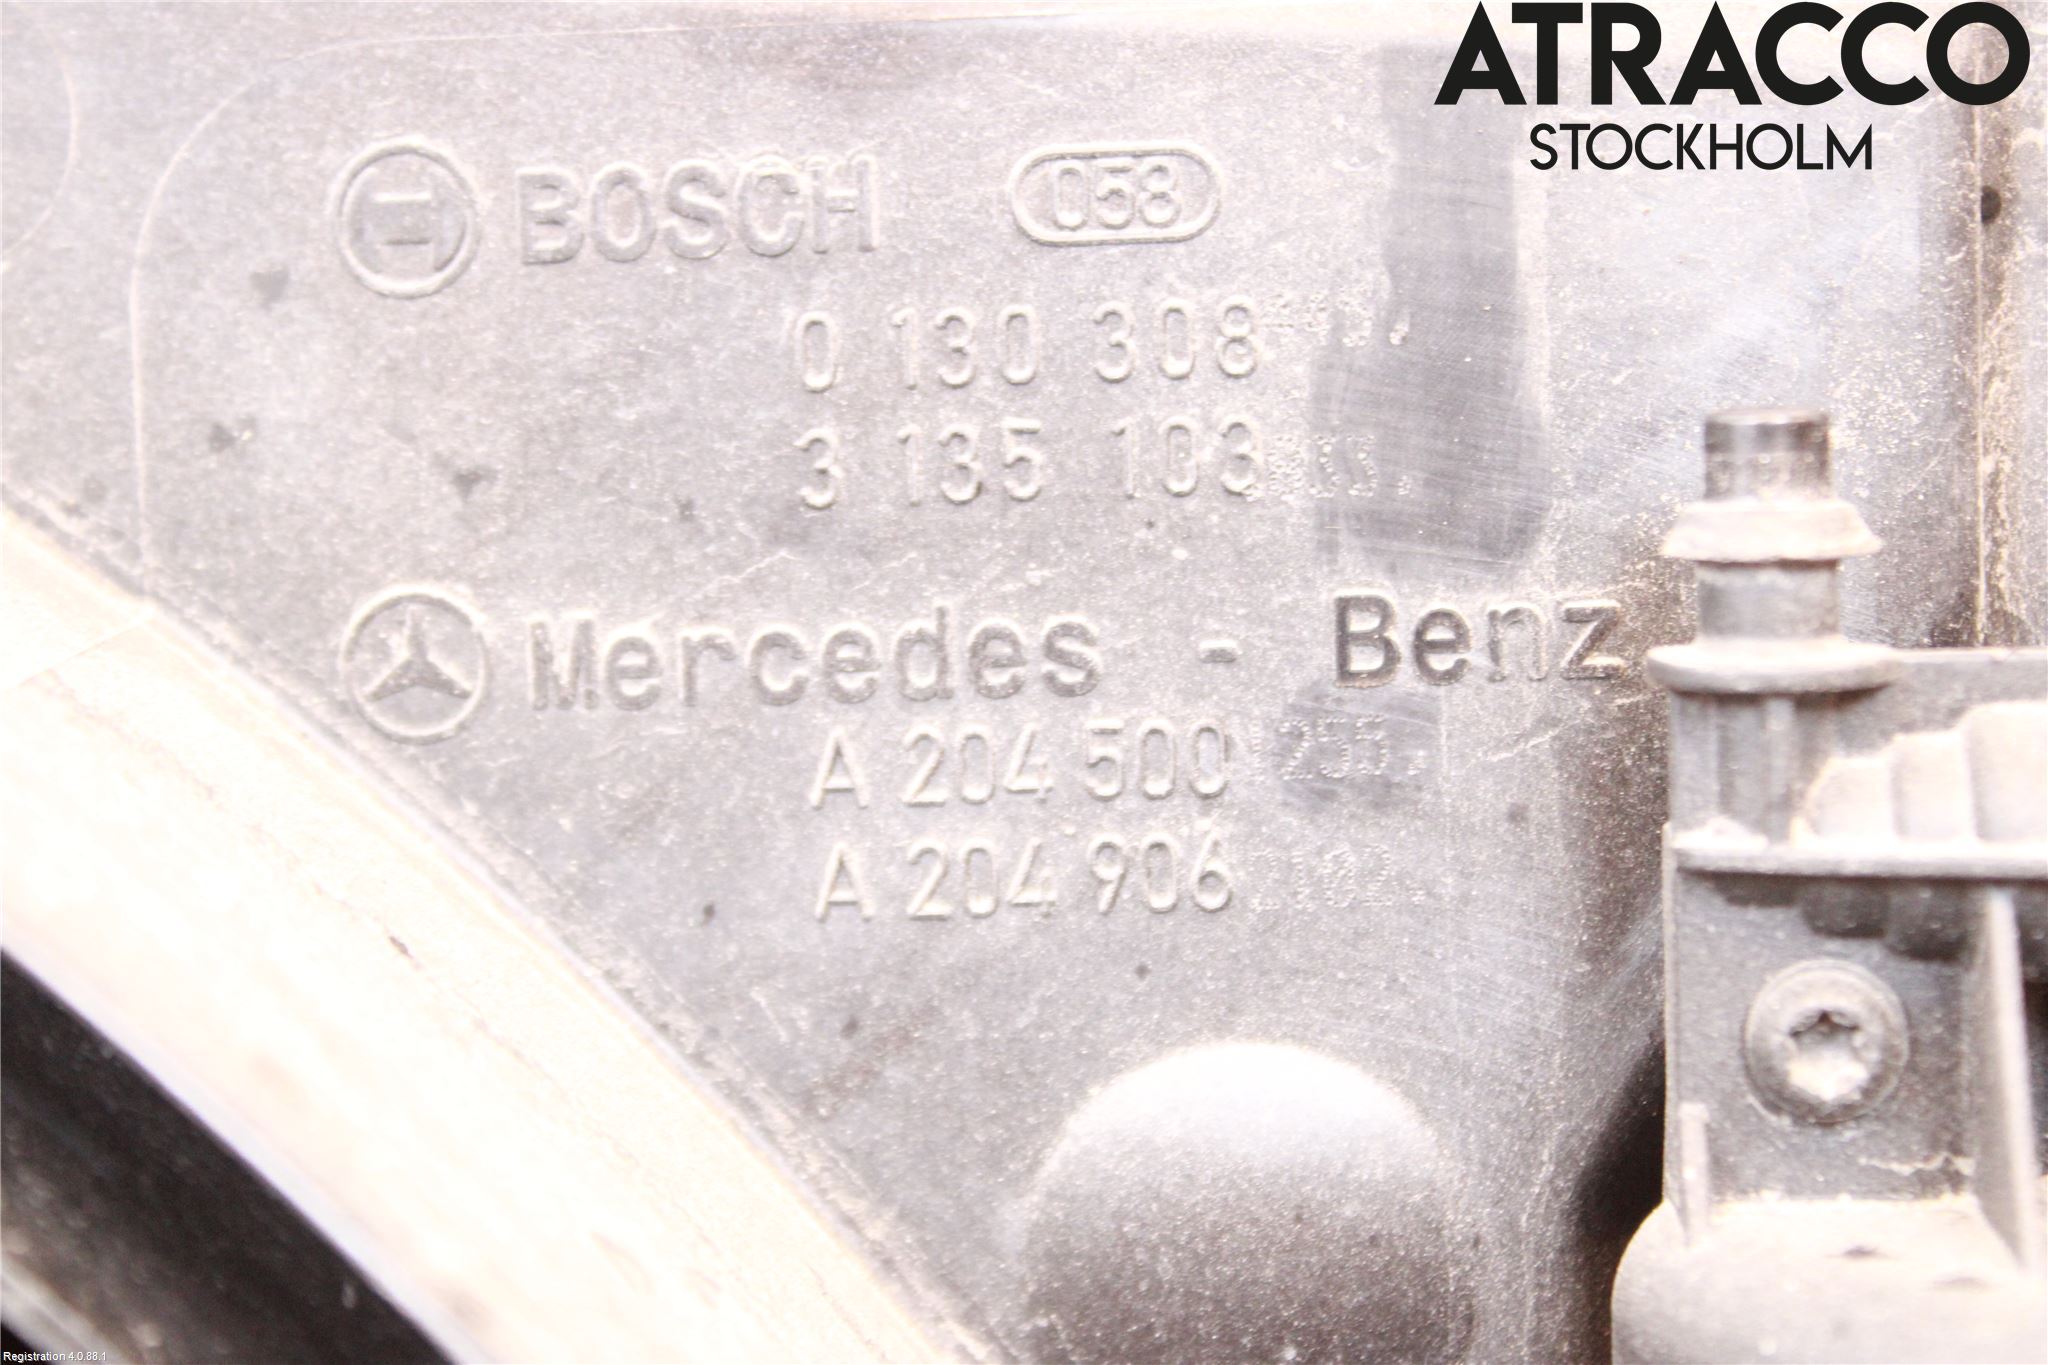 ATRACCO
STOCKHOLM
BOSCH 058
0 130 308
3 135 103
Mercedes - Benz
A 204 500 1255.
A 204 906
Registration 4.0.88.1